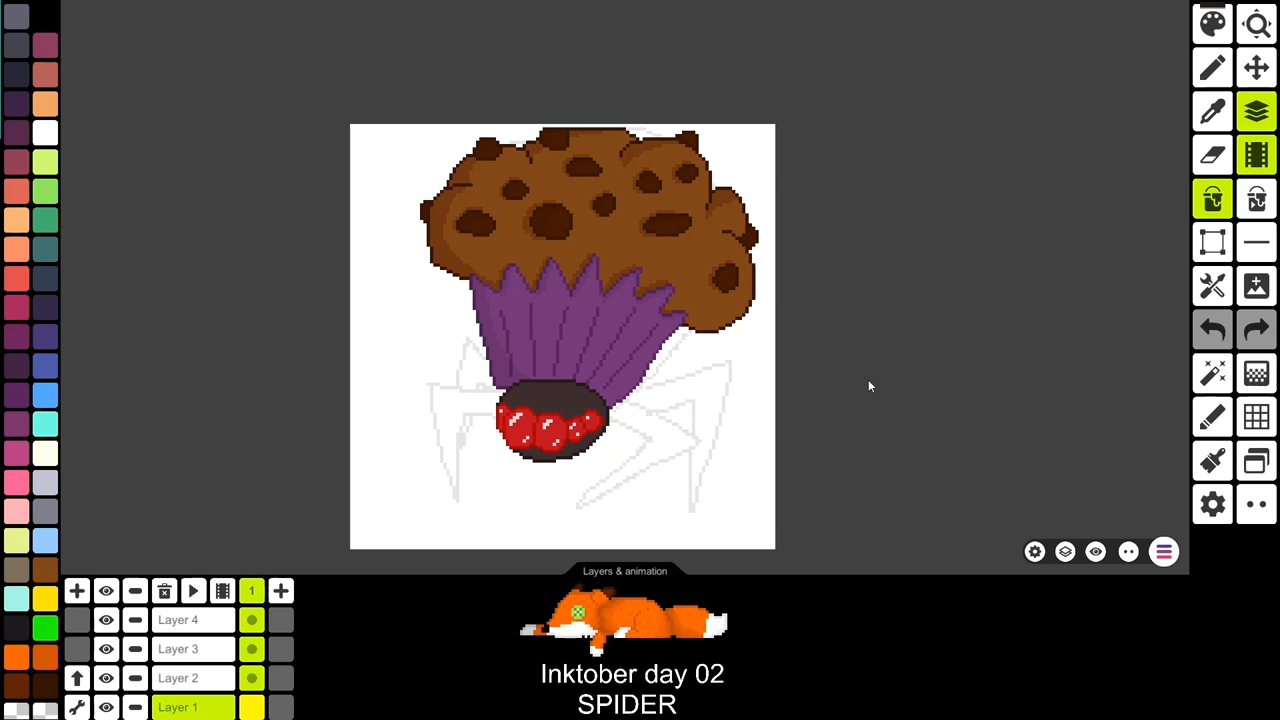 Layers & animation
1
Layer 4
Layer 3
Layer 2
Layer 1
Inktober day 02
SPIDER